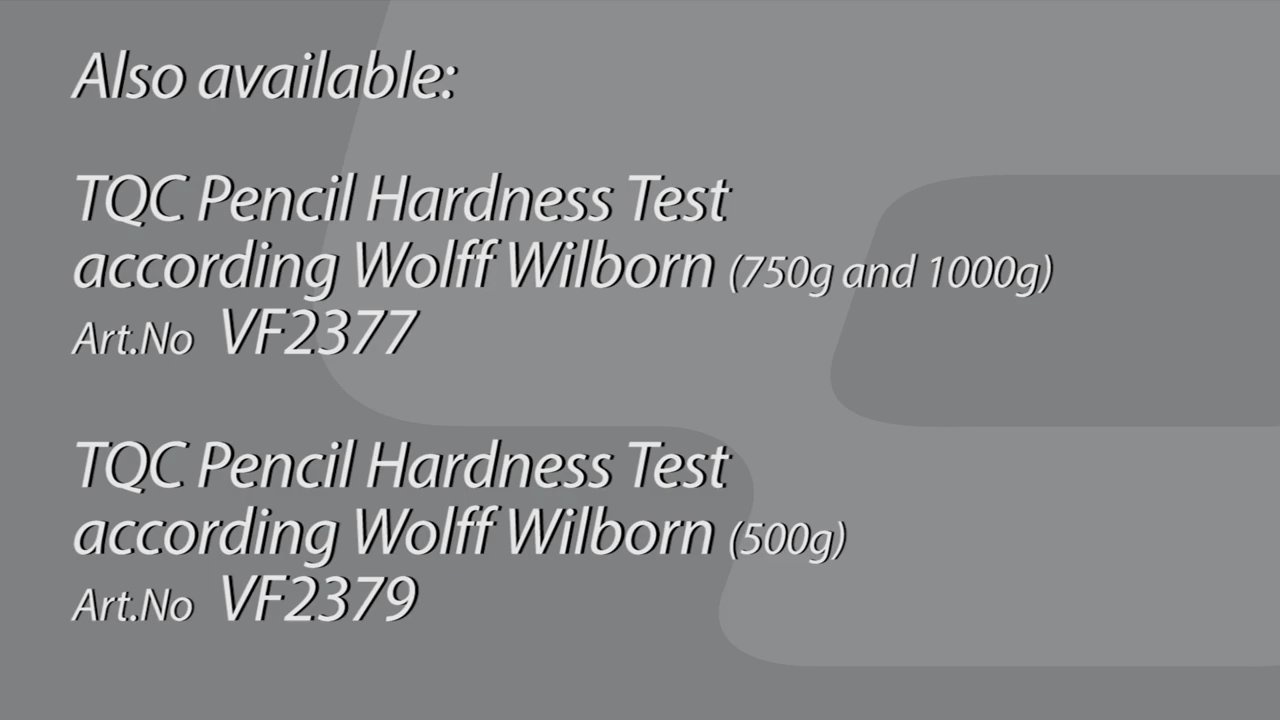 Also available:
TQC Pencil Hardness Test
according Wolff Wilborn (750g and 1000g)
Art.No VF2377
TQC Pencil Hardness Test
according Wolff Wilborn (500g)
Art.No VF2379